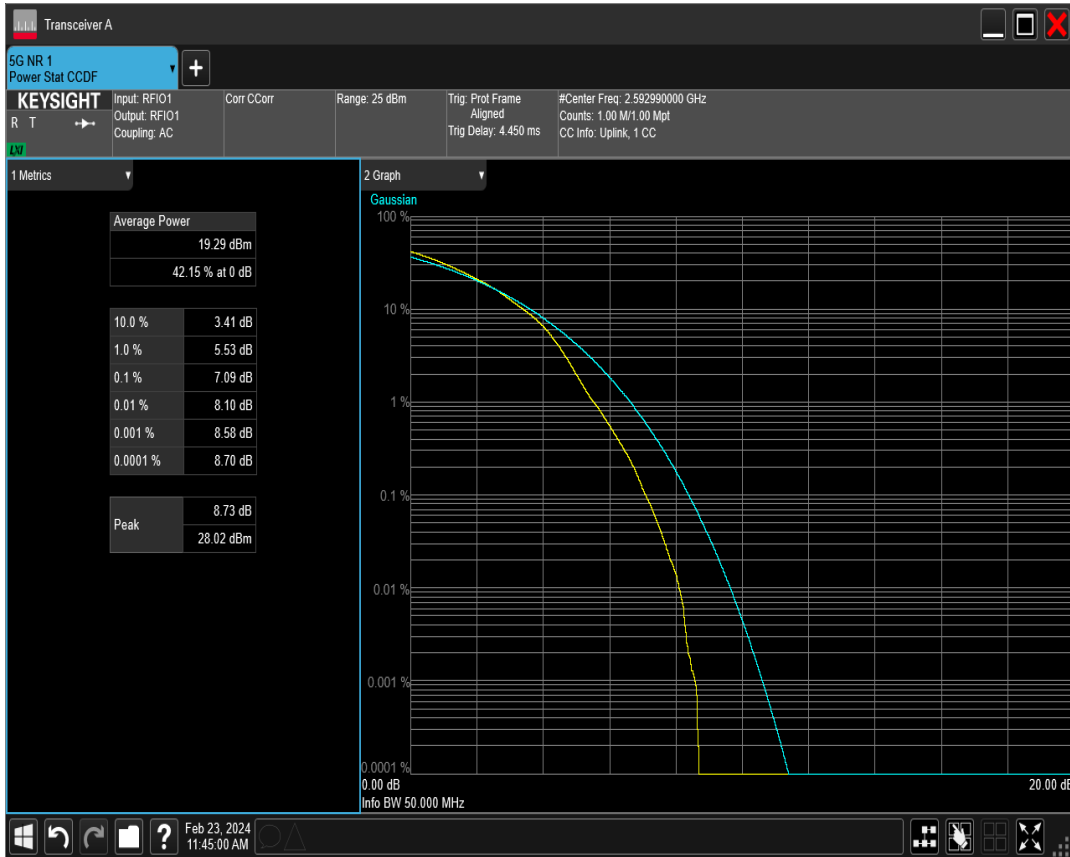 Transceiver A
5G NR 1
Power Stat CCDF
+
KEYSIGHT
R T
LXI
Input: RFIO1
Output: RFIO1
Coupling: AC
Corr CCorr
Range: 25 dBm
Trig: Prot Frame
Aligned
Trig Delay: 4.450 ms
#Center Freq: 2.592990000 GHz
Counts: 1.00 M/1.00 Mpt
CC Info: Uplink, 1 CC
1 Metrics
Average Power
19.29 dBm
42.15 % at 0 dB
10.0 % 3.41 dB
1.0 % 5.53 dB
0.1 % 7.09 dB
0.01 % 8.10 dB
0.001 % 8.58 dB
0.0001 % 8.70 dB
Peak
8.73 dB
28.02 dBm
2 Graph
Gaussian
100 %
10 %
1 %
0.1 %
0.01 %
0.001 %
0.0001 %
0.00 dB 20.00 dB
Info BW 50.000 MHz
?
Feb 23, 2024
11:45:00 AM